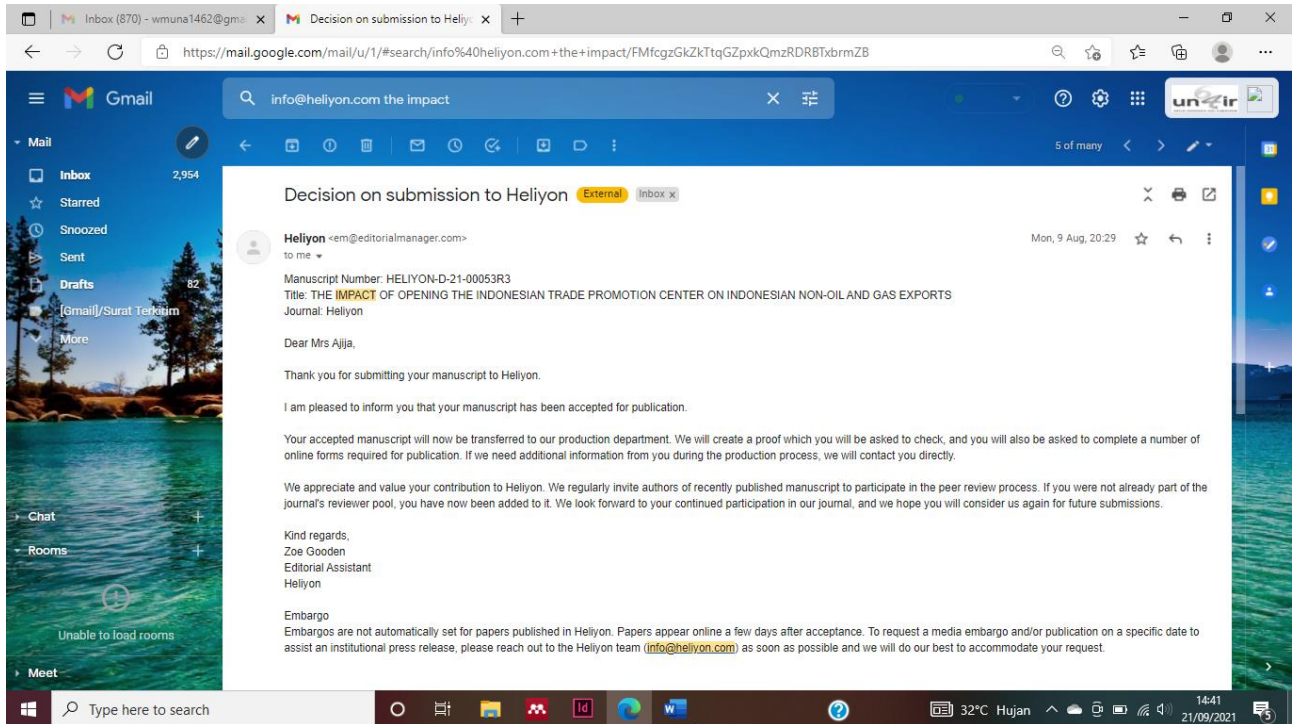 Inbox (870) - wmuna1462@gma
Decision on submission to Heliyo
https://mail.google.com/mail/u/1/#search/info%40heliyon.com+the+impact/FMfcgzGkZkTtqGZpxkQmzRDRBTxbrmZB
Gmail
info@heliyon.com the impact
Mail
5 of many
Inbox 2,954
Starred
Snoozed
Sent
Drafts 82
[Gmail]/Surat Terkirim
More
Chat
Rooms
Unable to load rooms
Meet
Decision on submission to Heliyon External Inbox x
Heliyon <em@editorialmanager.com> Mon, 9 Aug, 20:29
to me
Manuscript Number: HELIYON-D-21-00053R3
Title: THE IMPACT OF OPENING THE INDONESIAN TRADE PROMOTION CENTER ON INDONESIAN NON-OIL AND GAS EXPORTS
Journal: Heliyon
Dear Mrs Ajija,
Thank you for submitting your manuscript to Heliyon.
I am pleased to inform you that your manuscript has been accepted for publication.
Your accepted manuscript will now be transferred to our production department. We will create a proof which you will be asked to check, and you will also be asked to complete a number of
online forms required for publication. If we need additional information from you during the production process, we will contact you directly.
We appreciate and value your contribution to Heliyon. We regularly invite authors of recently published manuscript to participate in the peer review process. If you were not already part of the
journal's reviewer pool, you have now been added to it. We look forward to your continued participation in our journal, and we hope you will consider us again for future submissions.
Kind regards,
Zoe Gooden
Editorial Assistant
Heliyon
Embargo
Embargos are not automatically set for papers published in Heliyon. Papers appear online a few days after acceptance. To request a media embargo and/or publication on a specific date to
assist an institutional press release, please reach out to the Heliyon team (info@heliyon.com) as soon as possible and we will do our best to accommodate your request.
Type here to search
32°C Hujan
14:41
21/09/2021